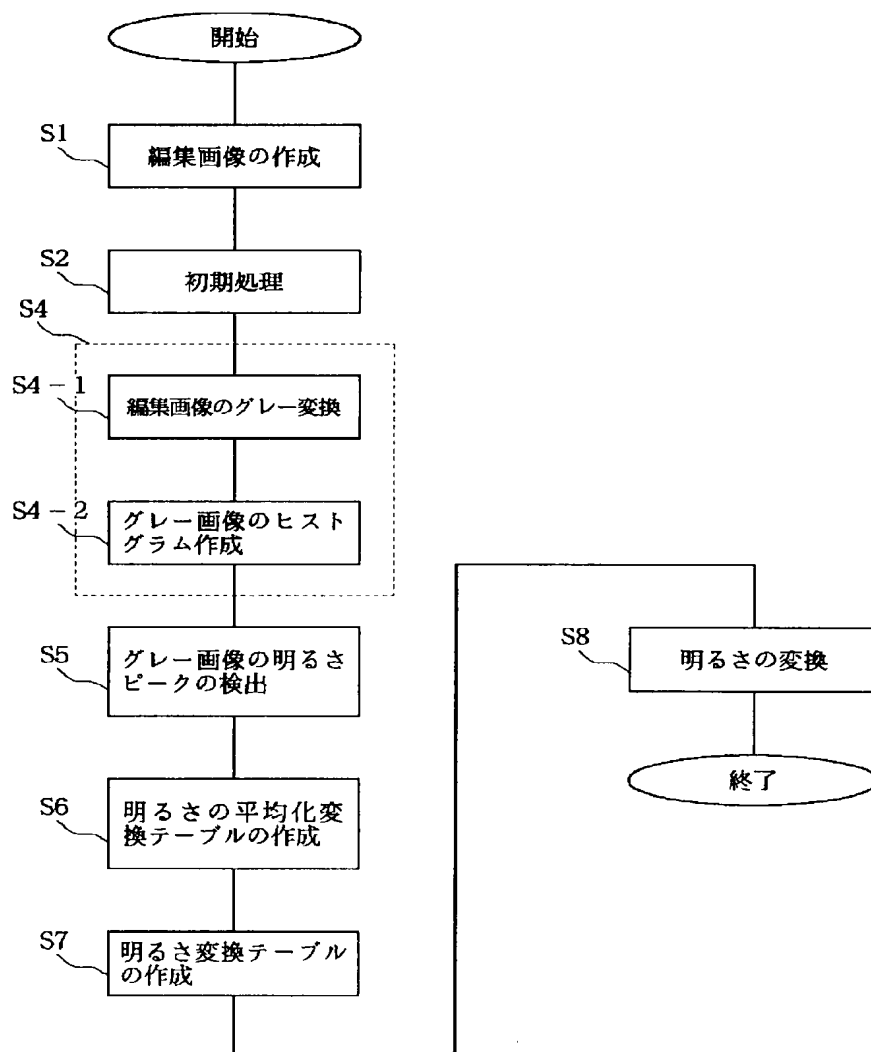 開始
S1
編集画像の作成
S2
初期処理
S4
S4-1
編集画像のグレー変換
S4-2
グレー画像のヒスト
グラム作成
S5
グレー画像の明るさ
ピークの検出
S6
明るさの平均化変
換テーブルの作成
S7
明るさ変換テーブル
の作成
S8
明るさの変換
終了